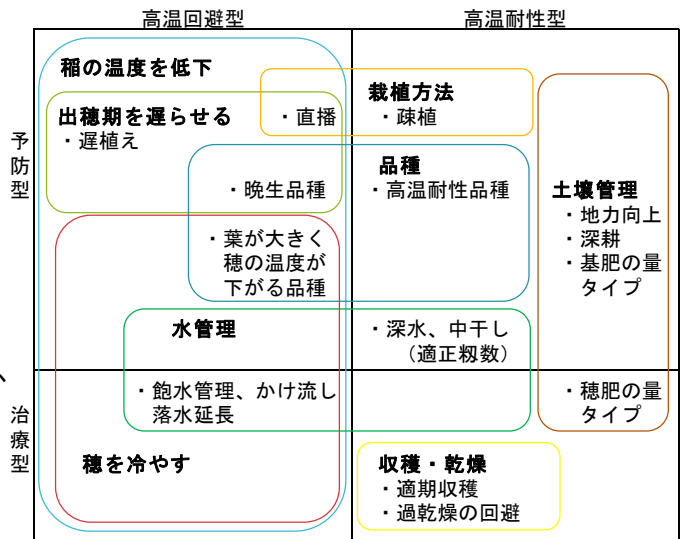 高温回避型
高温耐性型
予防型
治療型
稲の温度を低下
出穂期を遅らせる
・遅植え
・直播
栽植方法
・疎植
品種
・高温耐性品種
・晩生品種
・葉が大きく
穂の温度が
下がる品種
土壌管理
・地力向上
・深耕
・基肥の量
タイプ
水管理
・深水、中干し
（適正籾数）
・飽水管理、かけ流し
落水延長
・穂肥の量
タイプ
穂を冷やす
収穫・乾燥
・適期収穫
・過乾燥の回避